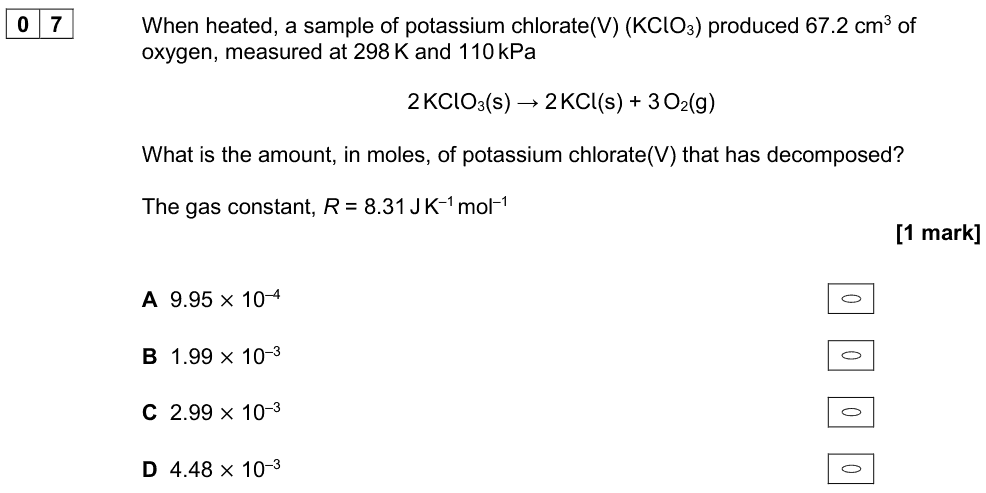 0 7 When heated, a sample of potassium chlorate(V) (KClO₃) produced 67.2 cm³ of
oxygen, measured at 298 K and 110 kPa
2 KClO₃(s) → 2 KCl(s) + 3 O₂(g)
What is the amount, in moles, of potassium chlorate(V) that has decomposed?
The gas constant, R = 8.31 J K⁻¹ mol⁻¹
[1 mark]
A 9.95 × 10⁻⁴
B 1.99 × 10⁻³
C 2.99 × 10⁻³
D 4.48 × 10⁻³